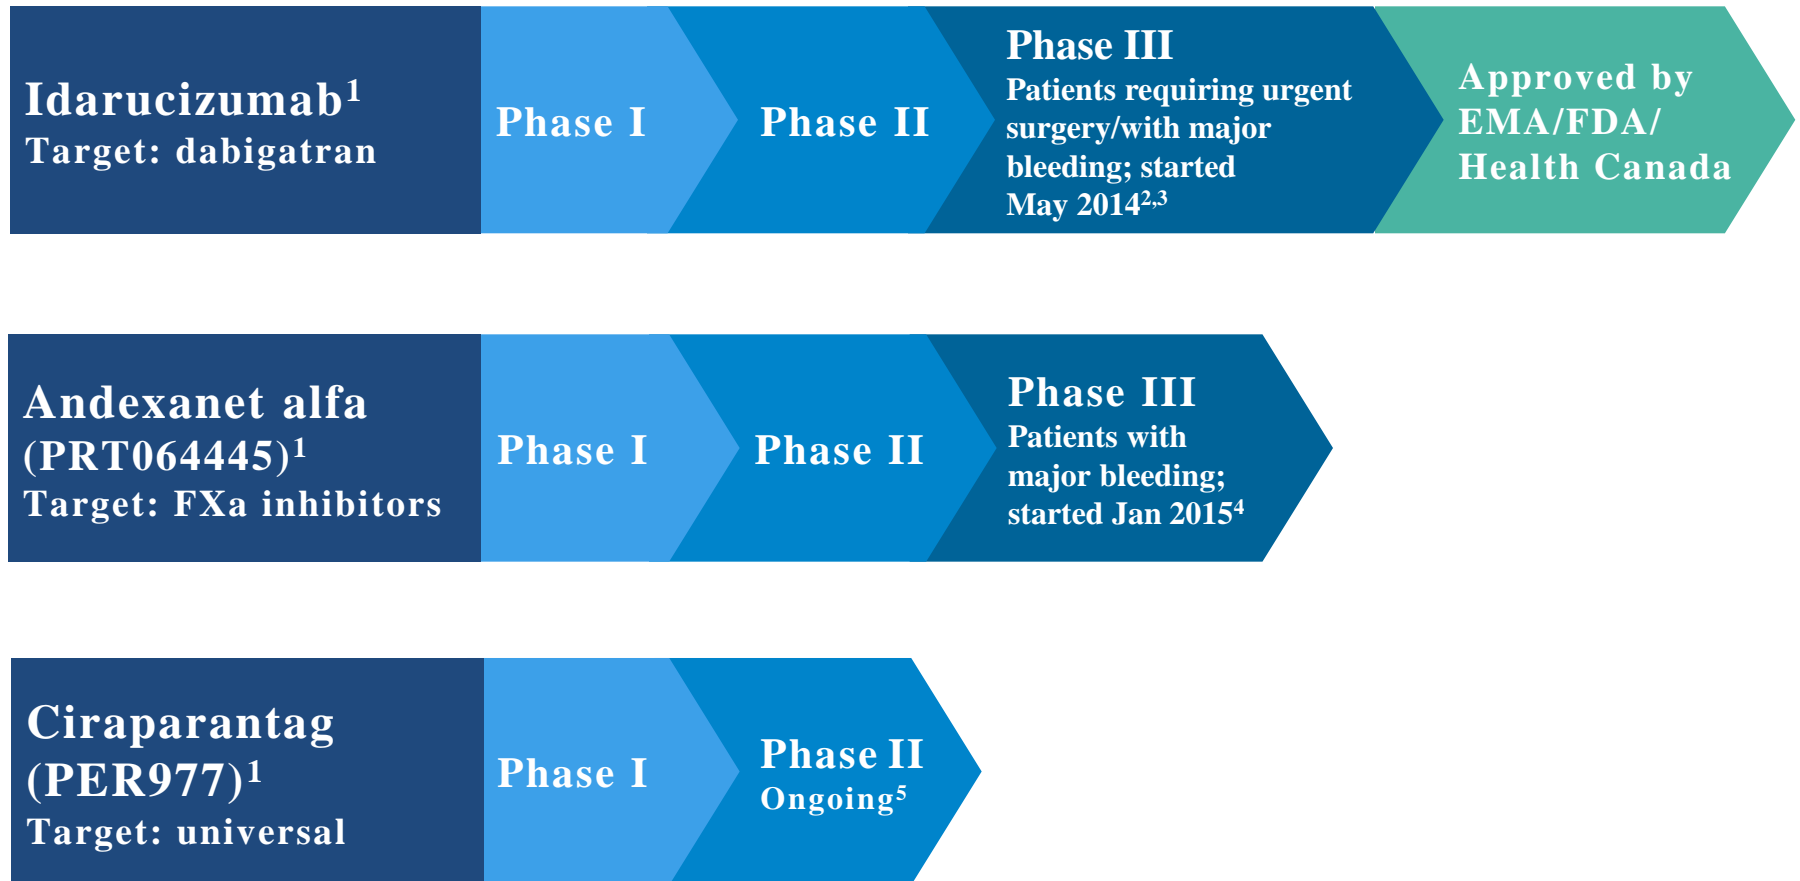 Idarucizumab¹
Target: dabigatran
Phase I
Phase II
Phase III
Patients requiring urgent
surgery/with major
bleeding; started
May 2014²,³
Approved by
EMA/FDA/
Health Canada
Andexanet alfa
(PRT064445)¹
Target: FXa inhibitors
Phase I
Phase II
Phase III
Patients with
major bleeding;
started Jan 2015⁴
Ciraparantag
(PER977)¹
Target: universal
Phase I
Phase II
Ongoing⁵